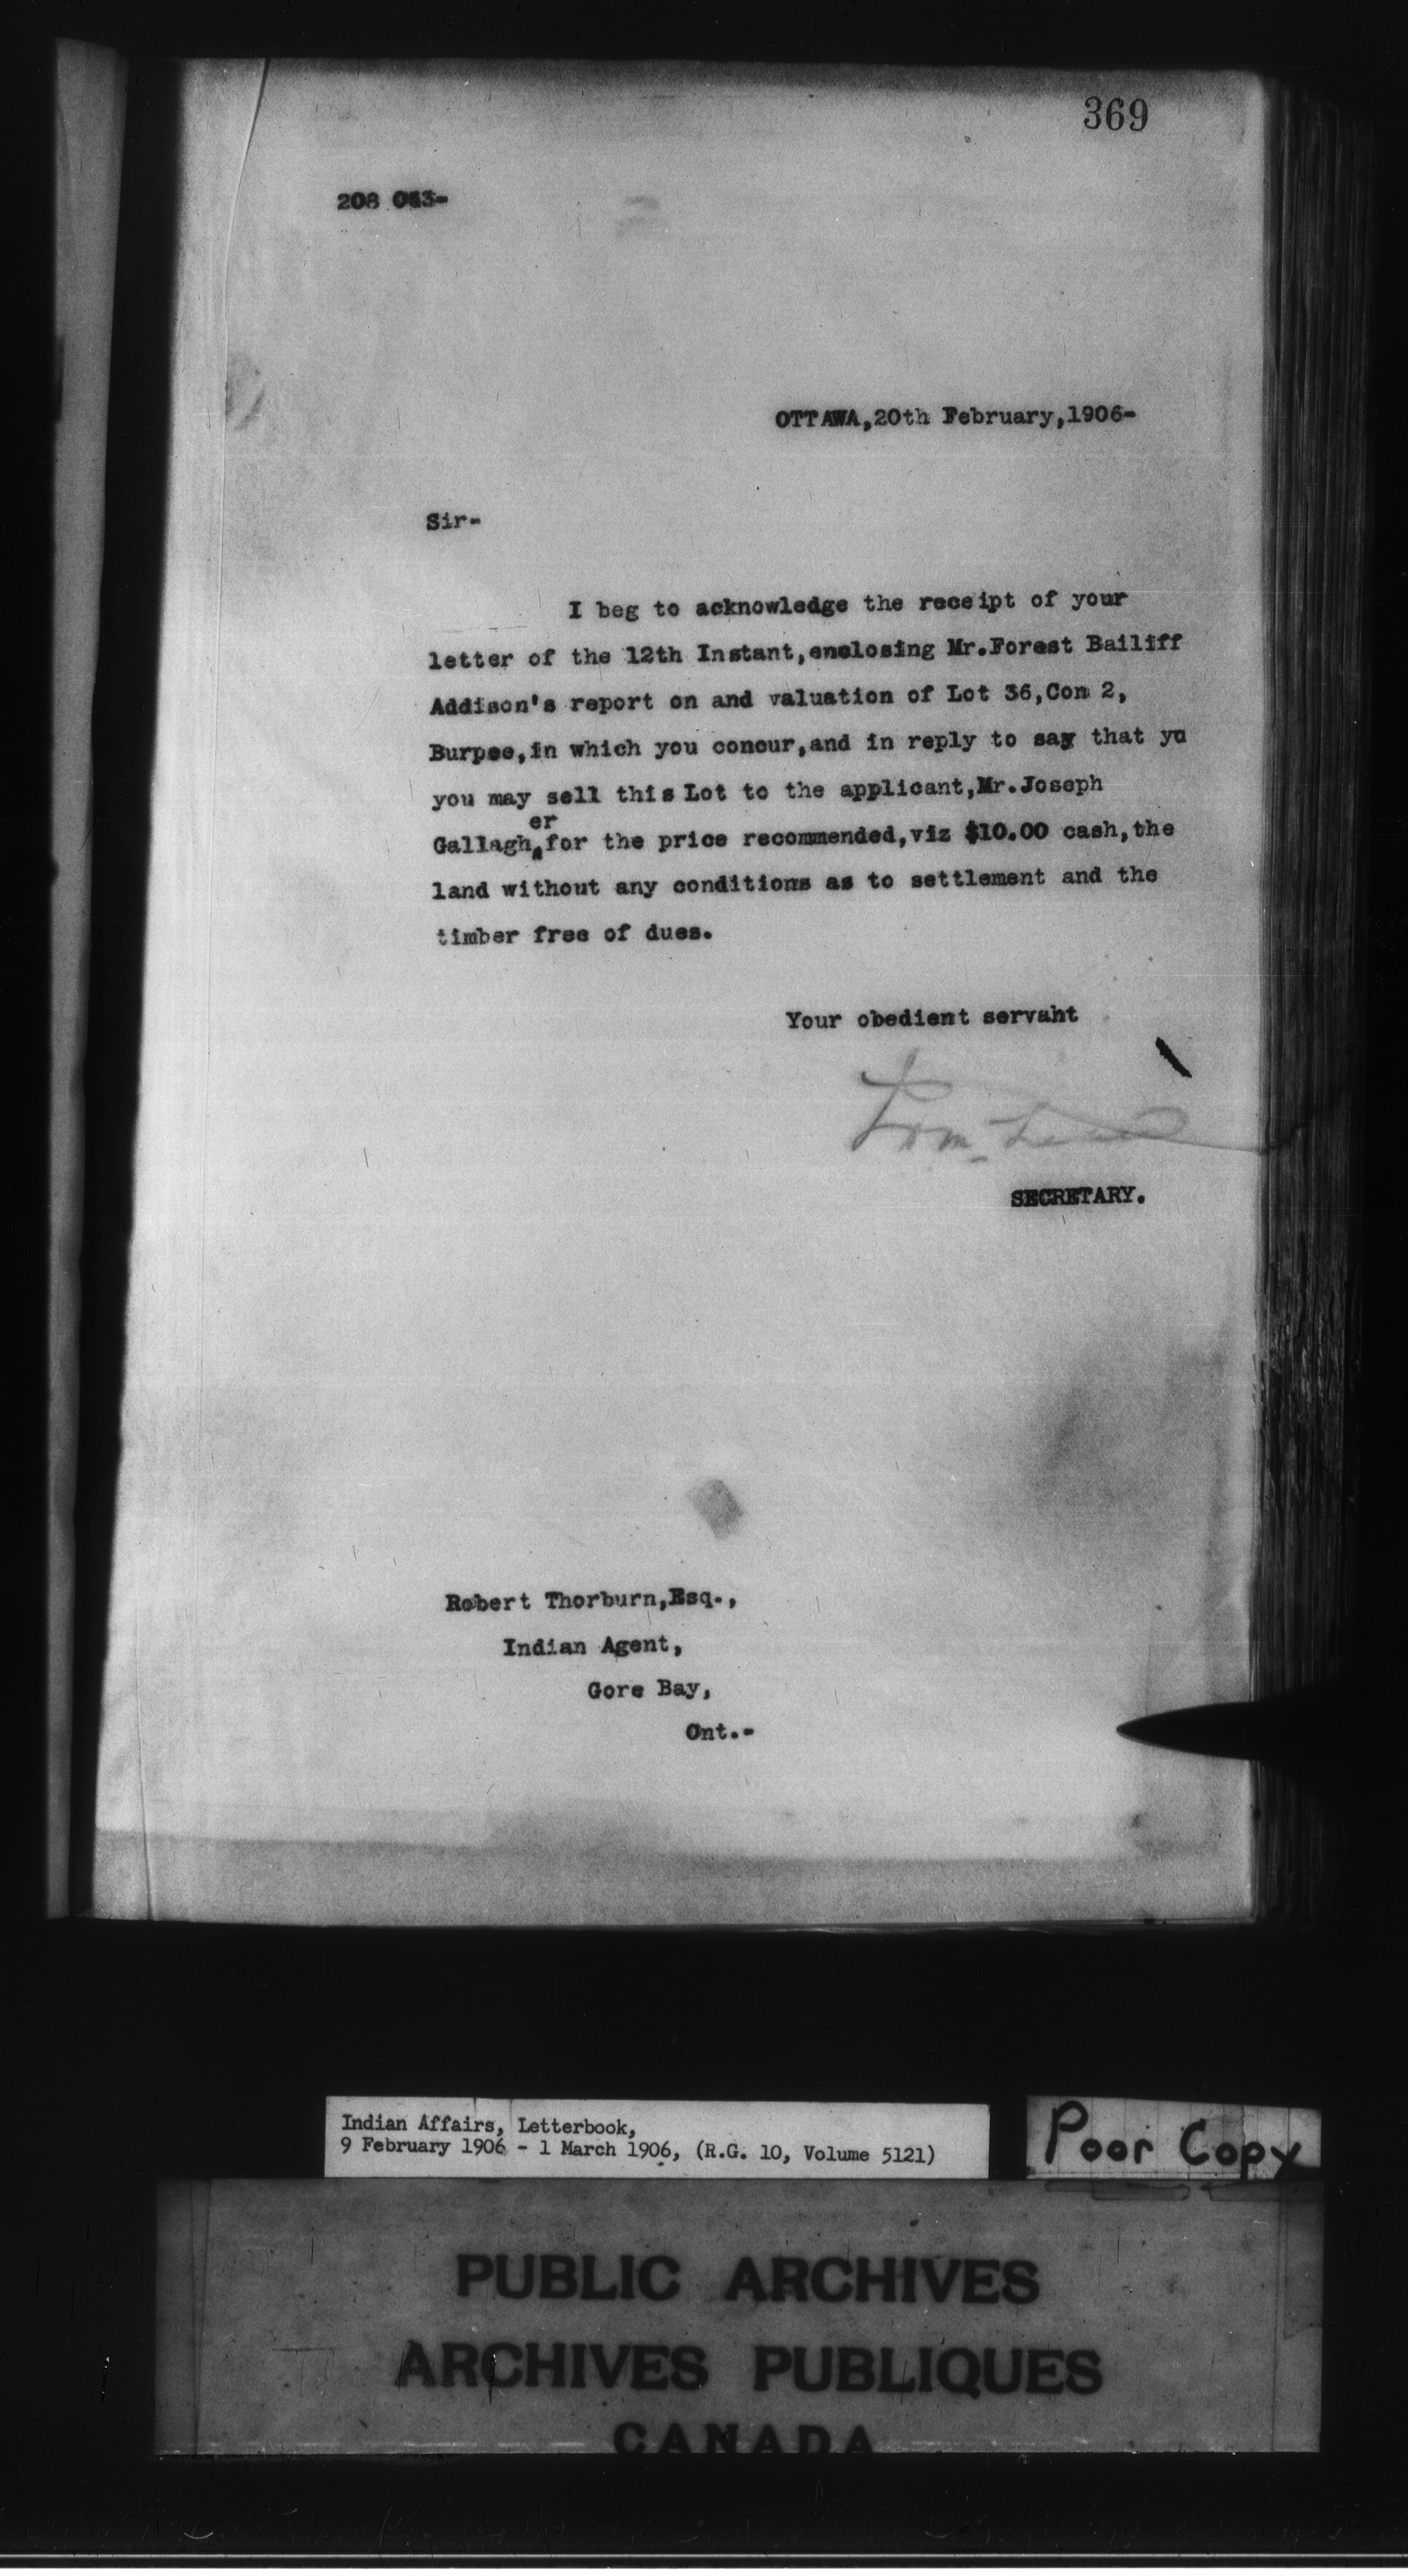 369
208 043-
OTTAWA,20th February,1906-
Sir-
I beg to acknowledge the receipt of your
letter of the 12th Instant,enclosing Mr.Forest Bailiff
Addison's report on and valuation of Lot 36,Con 2,
Burpee,in which you concur,and in reply to say that yu
you may sell this Lot to the applicant,Mr.Joseph
er
Gallagh for the price recommended,viz $10.00 cash,the
land without any conditions as to settlement and the
timber free of dues.
Your obedient servaht
SECRETARY.
Robert Thorburn,Esq.,
Indian Agent,
Gore Bay,
Ont.-
Indian Affairs, Letterbook,
9 February 1906 - 1 March 1906, (R.G. 10, Volume 5121)
Poor Copy
PUBLIC ARCHIVES
ARCHIVES PUBLIQUES
CANADA